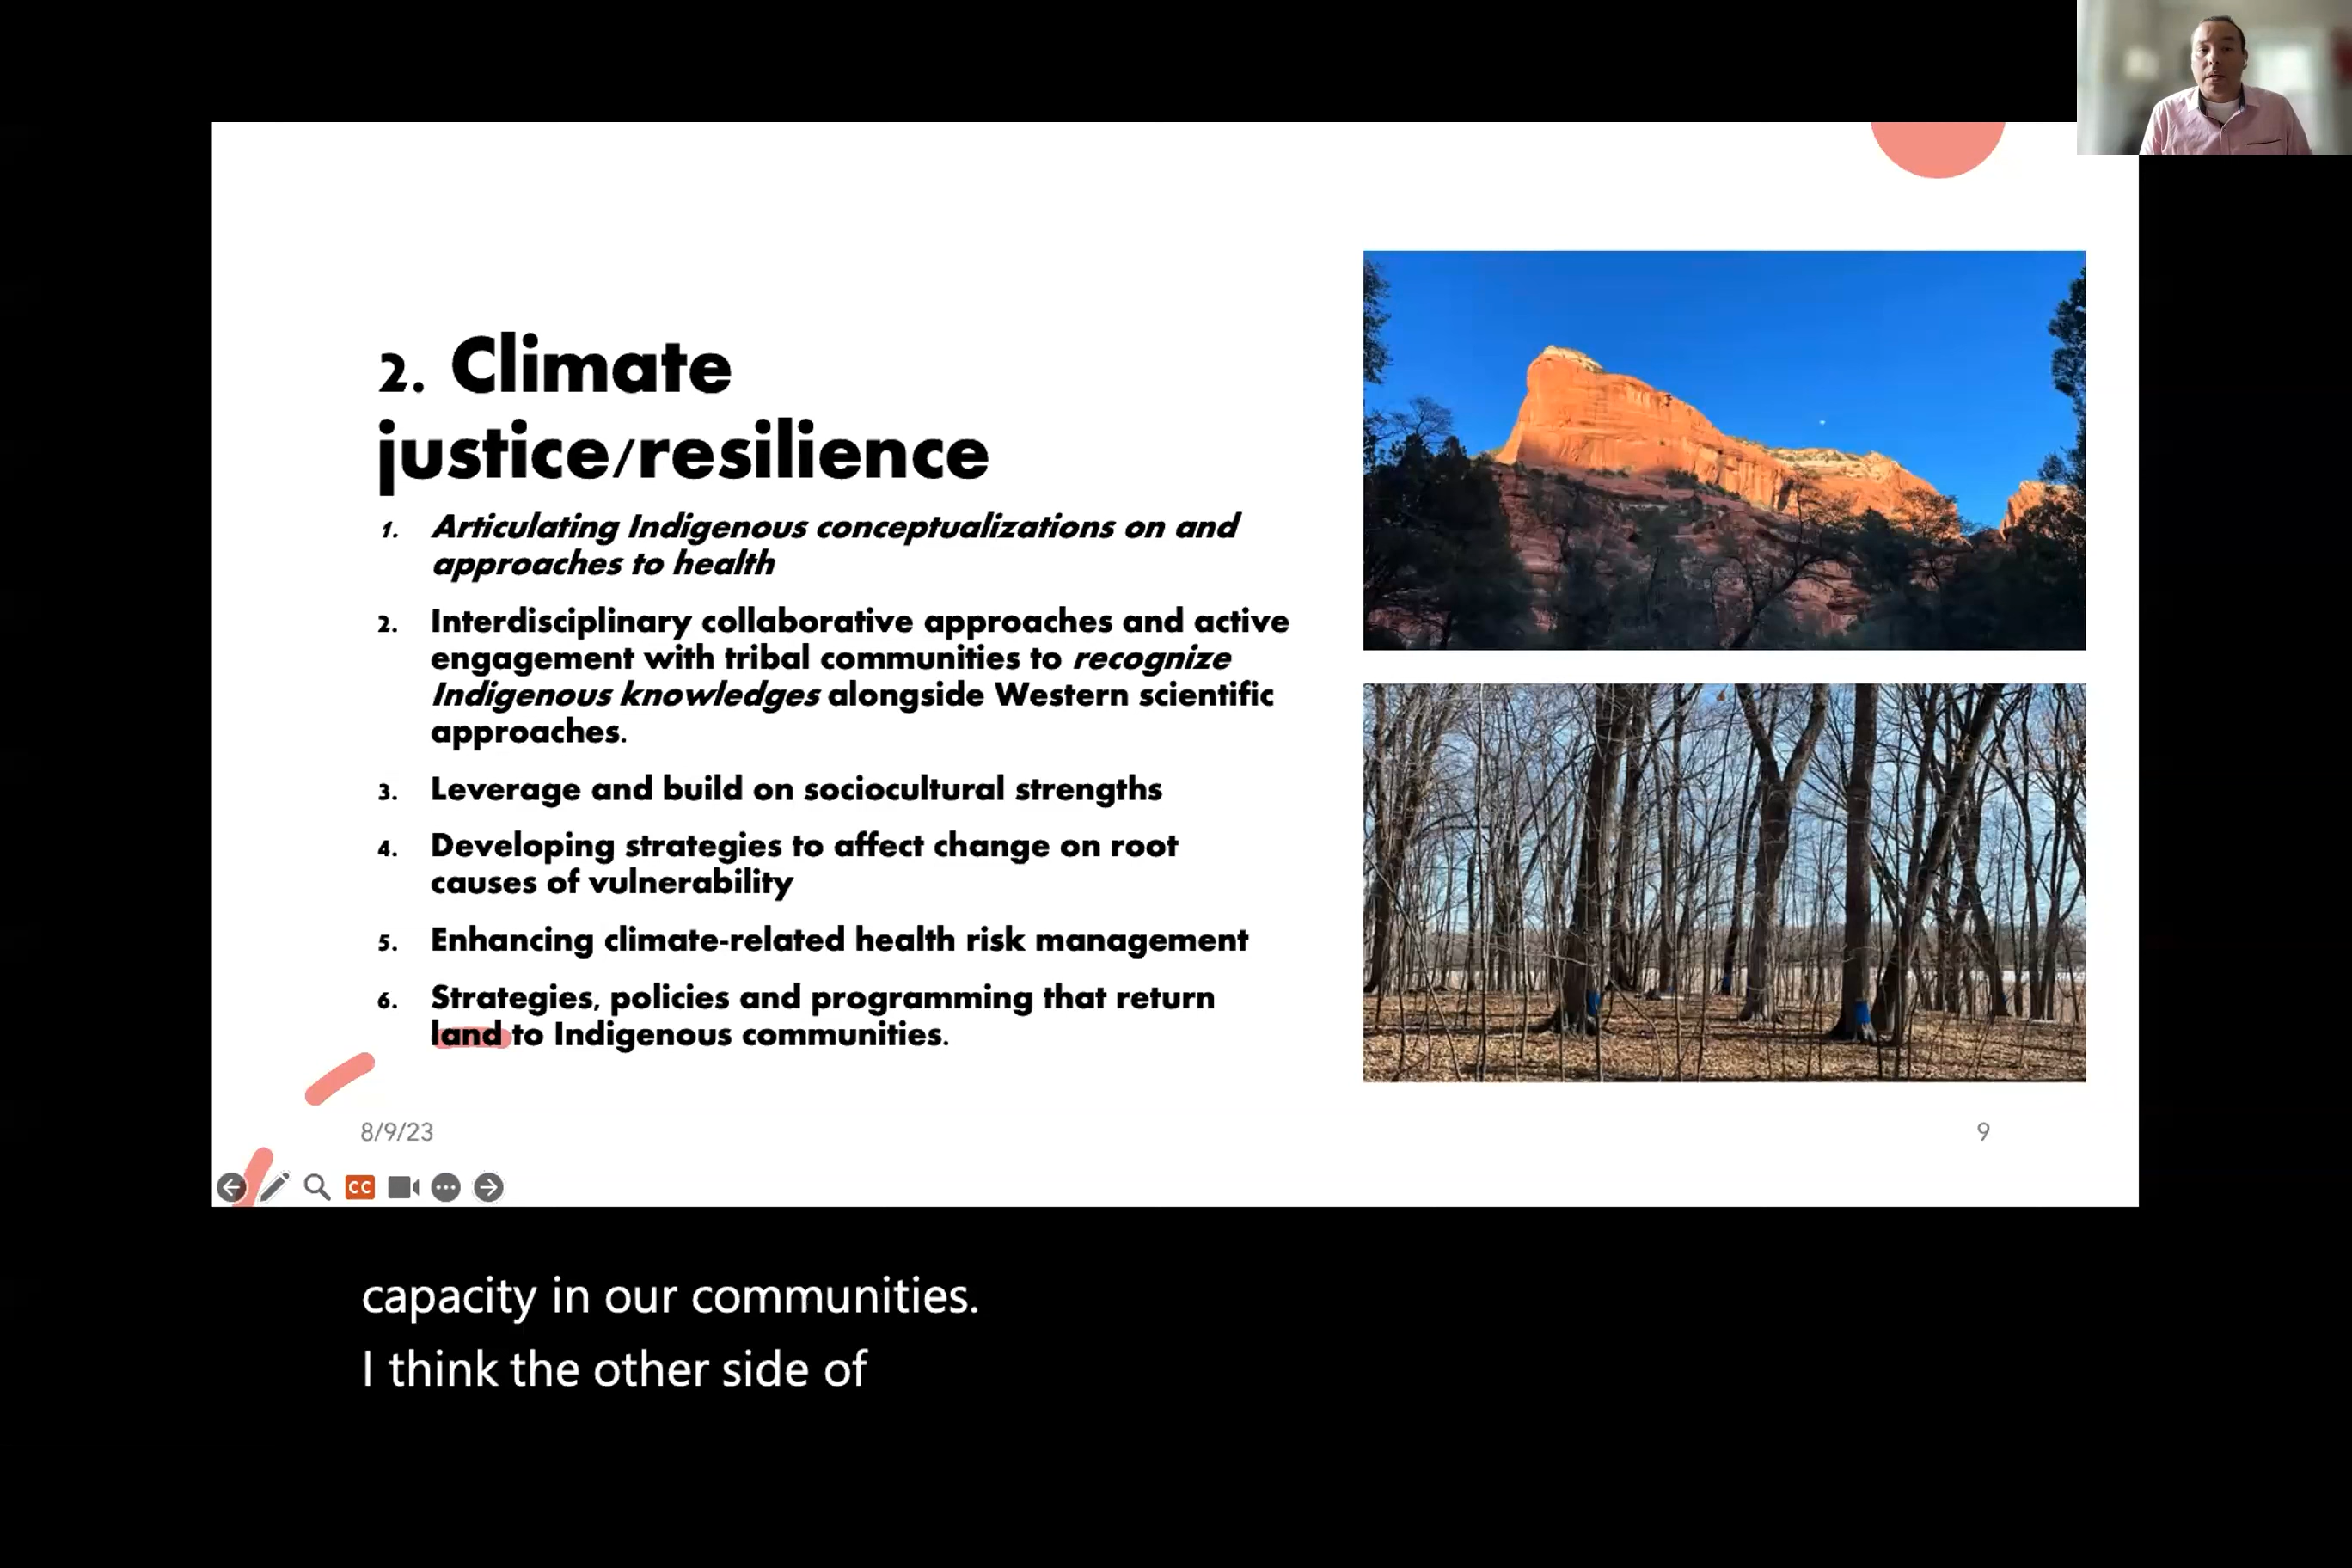 2. Climate
justice/resilience
1. Articulating Indigenous conceptualizations on and
approaches to health
2. Interdisciplinary collaborative approaches and active
engagement with tribal communities to recognize
Indigenous knowledges alongside Western scientific
approaches.
3. Leverage and build on sociocultural strengths
4. Developing strategies to affect change on root
causes of vulnerability
5. Enhancing climate-related health risk management
6. Strategies, policies and programming that return
land to Indigenous communities.
8/9/23
9
CC
capacity in our communities.
I think the other side of